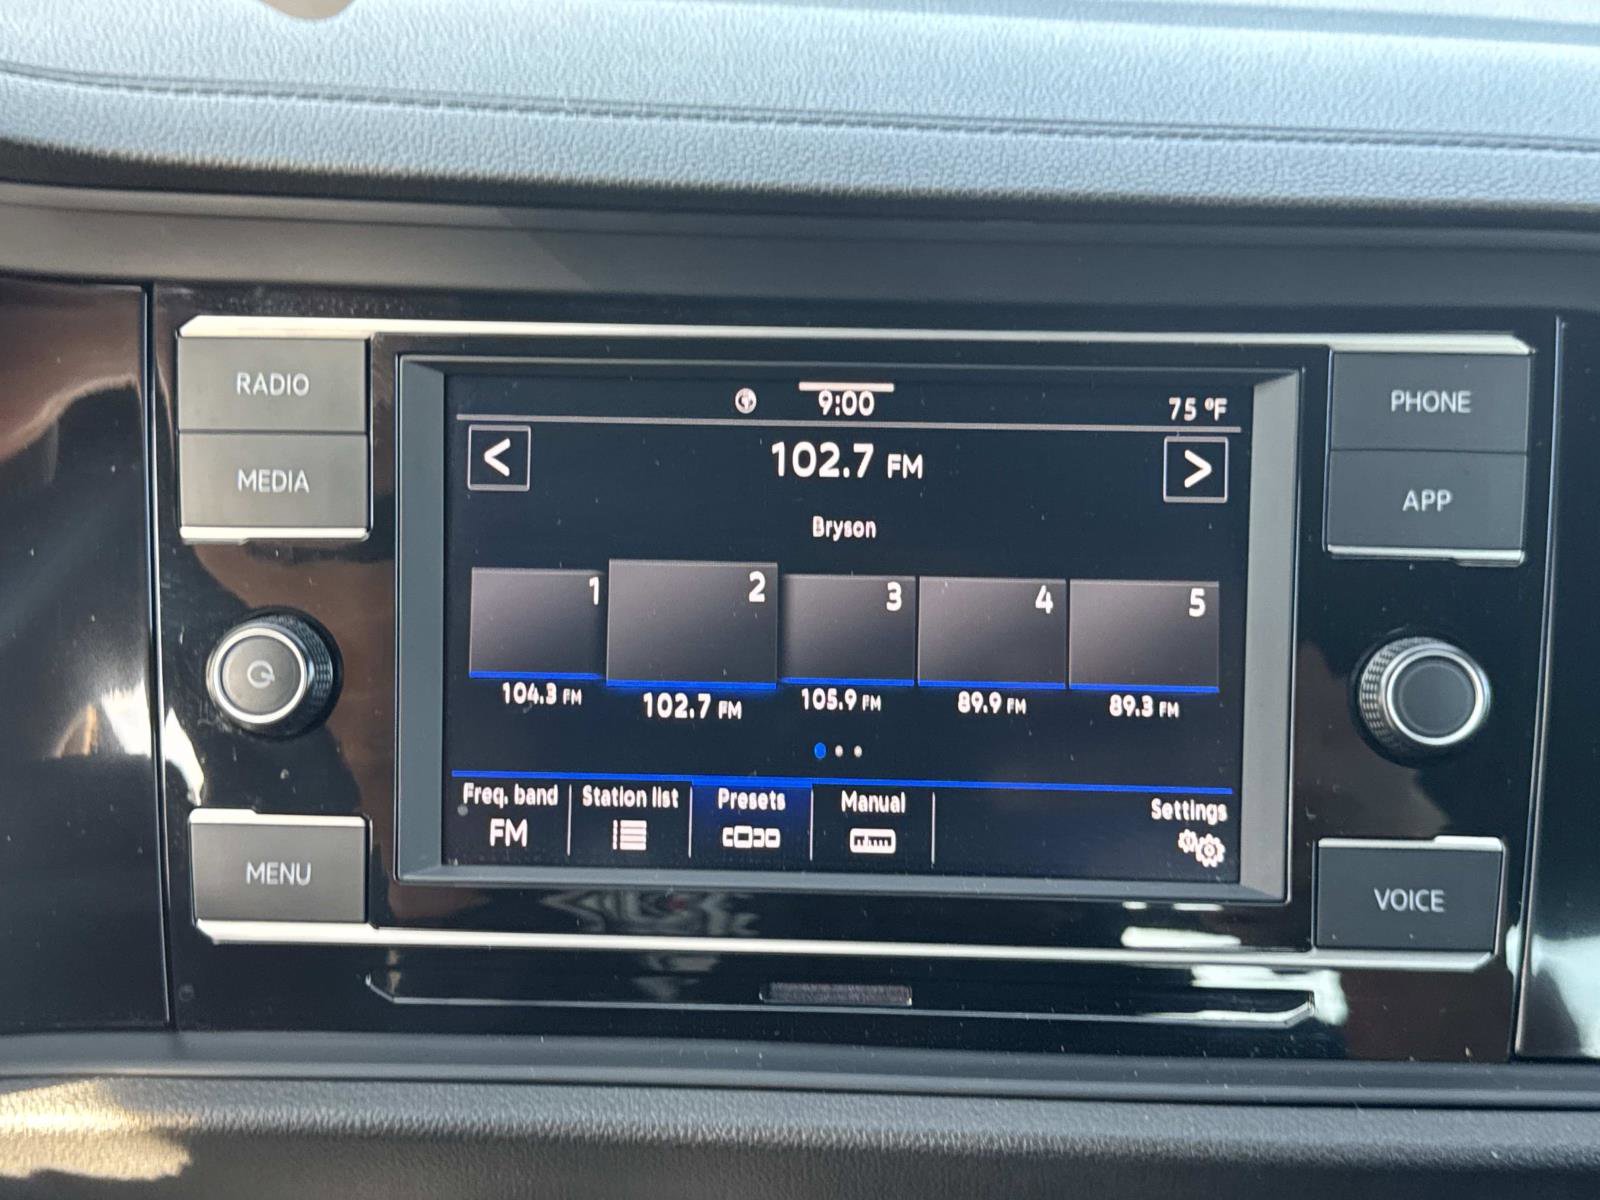 RADIO
MEDIA
MENU
PHONE
APP
VOICE
9:00
75 °F
<
102.7 FM
>
Bryson
1
2
3
4
5
104.3 FM
102.7 FM
105.9 FM
89.9 FM
89.3 FM
Freq. band
FM
Station list
Presets
Manual
Settings